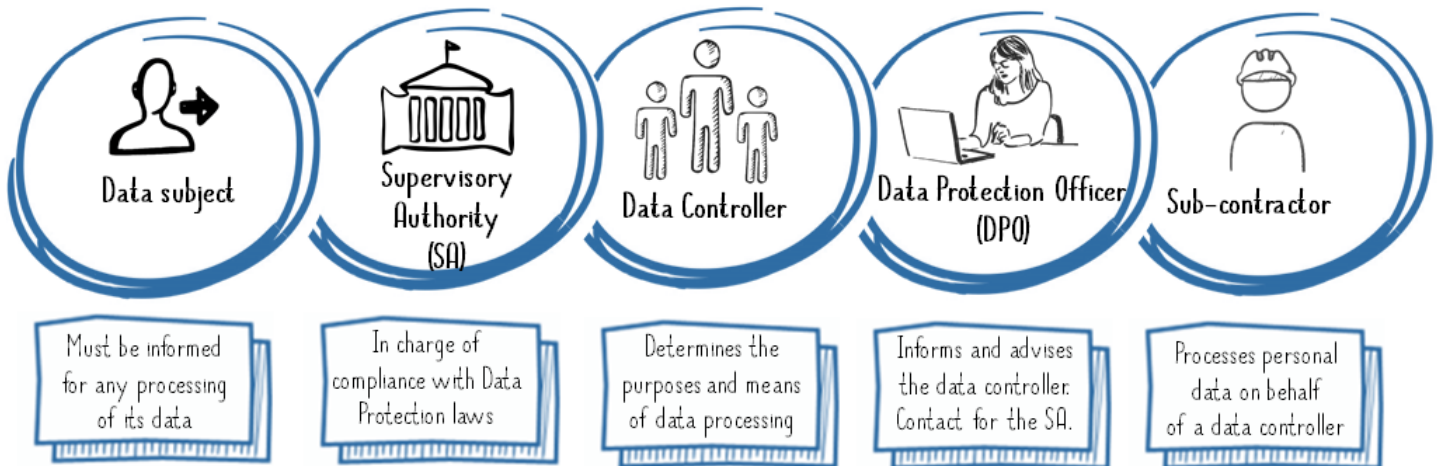 Data subject
Supervisory
Authority
(SA)
Data Controller
Data Protection Officer
(DPO)
Sub-contractor
Must be informed
for any processing
of its data
In charge of
compliance with Data
Protection laws
Determines the
purposes and means
of data processing
Informs and advises
the data controller.
Contact for the SA.
Processes personal
data on behalf
of a data controller